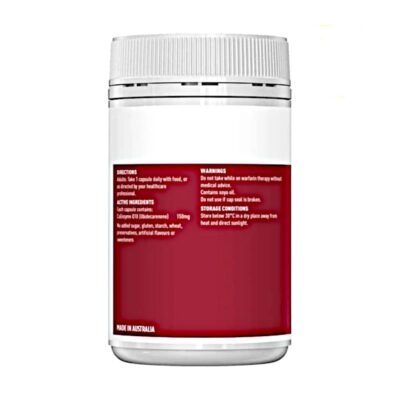 DIRECTIONS
Adults: Take 1 capsule daily with food, or
as directed by your healthcare
professional.
ACTIVE INGREDIENTS
Each capsule contains:
Coenzyme Q10 (Ubidecarenone) 150mg
No added sugar, gluten, starch, wheat,
preservatives, artificial flavours or
sweeteners
MADE IN AUSTRALIA
WARNINGS
Do not take while on warfarin therapy without
medical advice.
Contains soya oil.
Do not use if cap seal is broken.
STORAGE CONDITIONS
Store below 30°C in a dry place away from
heat and direct sunlight.